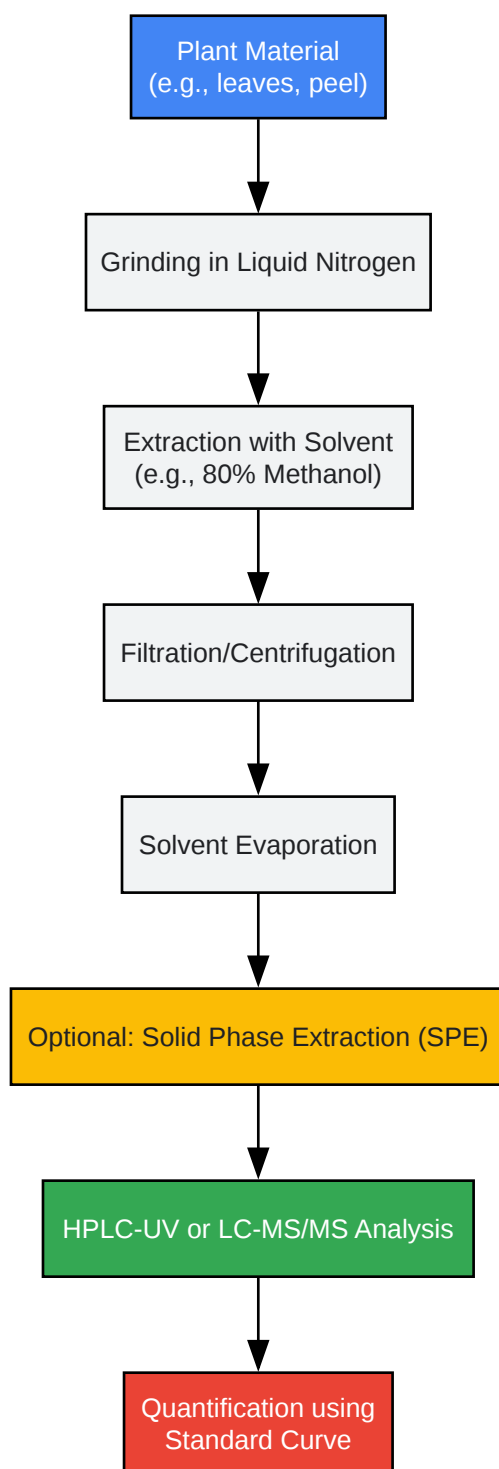 Plant Material
(e.g., leaves, peel)
Grinding in Liquid Nitrogen
Extraction with Solvent
(e.g., 80% Methanol)
Filtration/Centrifugation
Solvent Evaporation
Optional: Solid Phase Extraction (SPE)
HPLC-UV or LC-MS/MS Analysis
Quantification using
Standard Curve